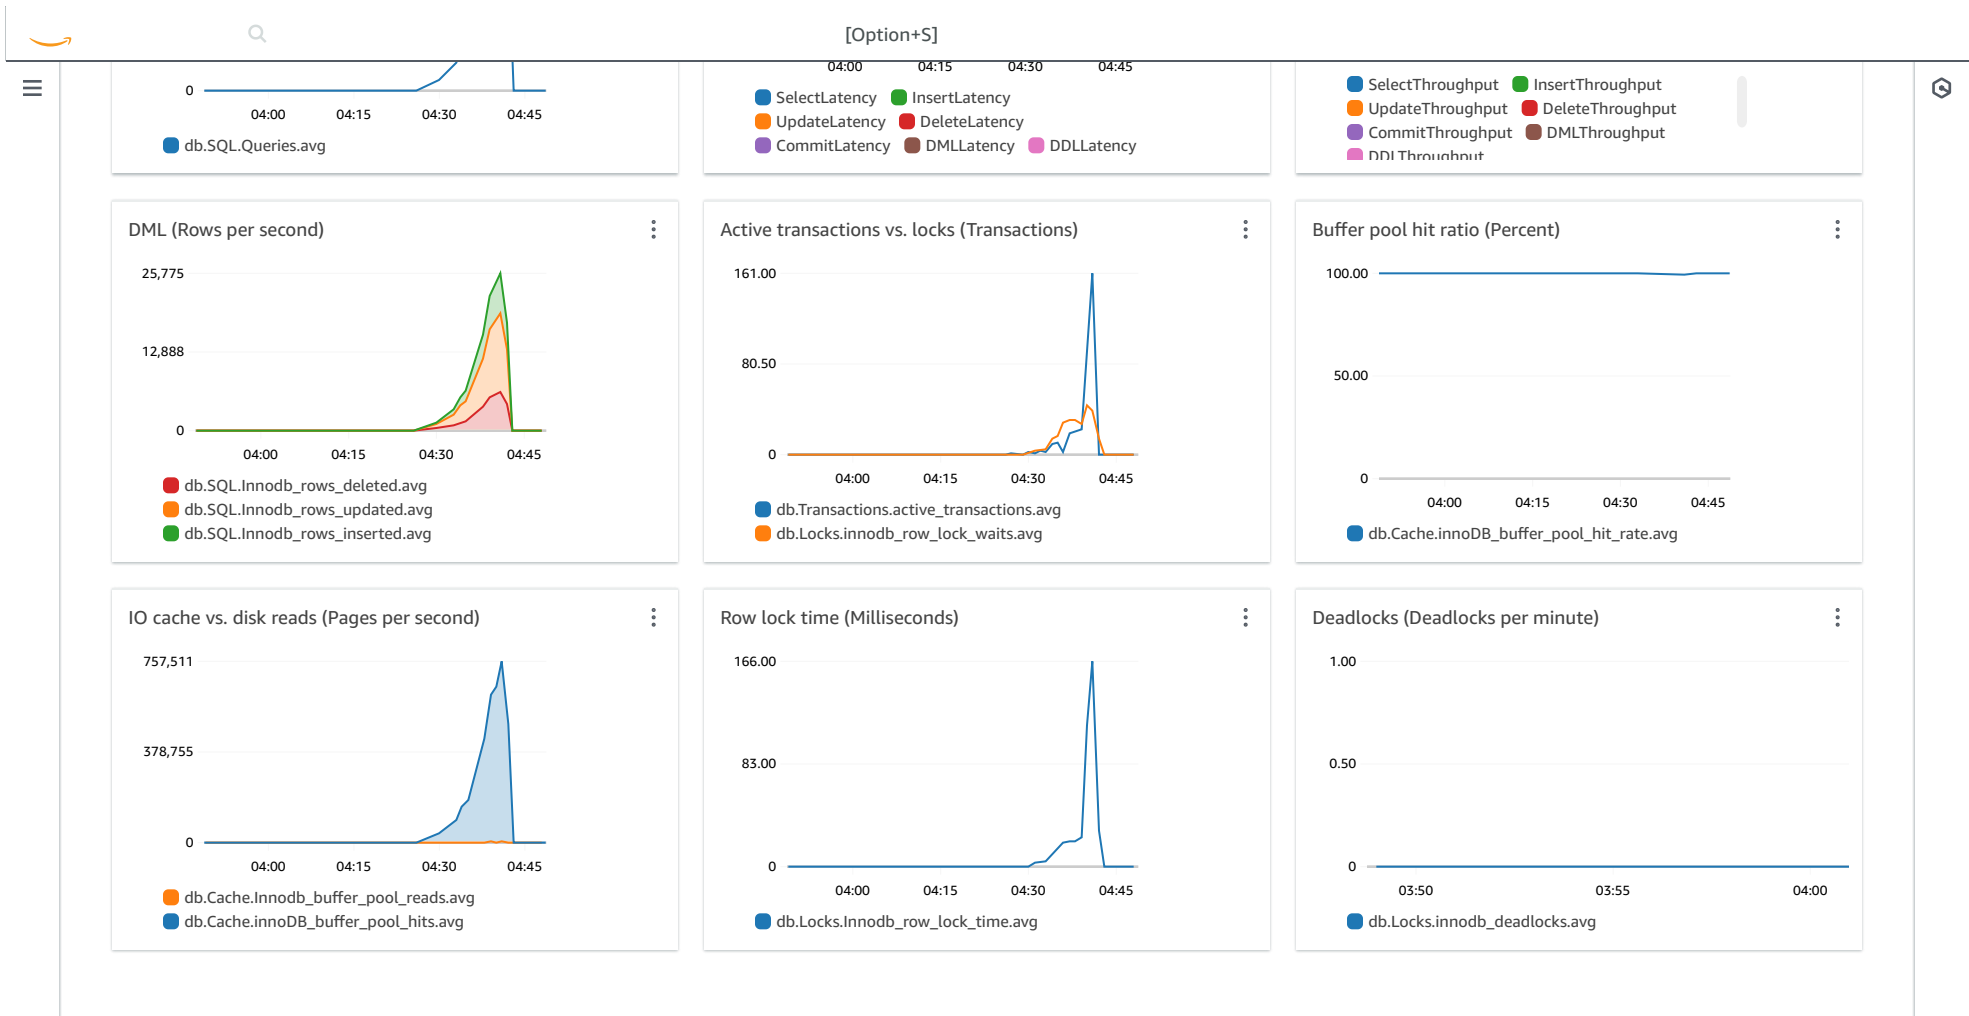 [Option+S]
0
04:00 04:15 04:30 04:45
db.SQL.Queries.avg
04:00 04:15 04:30 04:45
SelectLatency InsertLatency
UpdateLatency DeleteLatency
CommitLatency DMLLatency DDLLatency
SelectThroughput InsertThroughput
UpdateThroughput DeleteThroughput
CommitThroughput DMLThroughput
DDLThroughput
DML (Rows per second)
25,775
12,888
0
04:00 04:15 04:30 04:45
db.SQL.Innodb_rows_deleted.avg
db.SQL.Innodb_rows_updated.avg
db.SQL.Innodb_rows_inserted.avg
Active transactions vs. locks (Transactions)
161.00
80.50
0
04:00 04:15 04:30 04:45
db.Transactions.active_transactions.avg
db.Locks.innodb_row_lock_waits.avg
Buffer pool hit ratio (Percent)
100.00
50.00
0
04:00 04:15 04:30 04:45
db.Cache.innoDB_buffer_pool_hit_rate.avg
IO cache vs. disk reads (Pages per second)
757,511
378,755
0
04:00 04:15 04:30 04:45
db.Cache.Innodb_buffer_pool_reads.avg
db.Cache.innoDB_buffer_pool_hits.avg
Row lock time (Milliseconds)
166.00
83.00
0
04:00 04:15 04:30 04:45
db.Locks.Innodb_row_lock_time.avg
Deadlocks (Deadlocks per minute)
1.00
0.50
0
03:50 03:55 04:00
db.Locks.innodb_deadlocks.avg